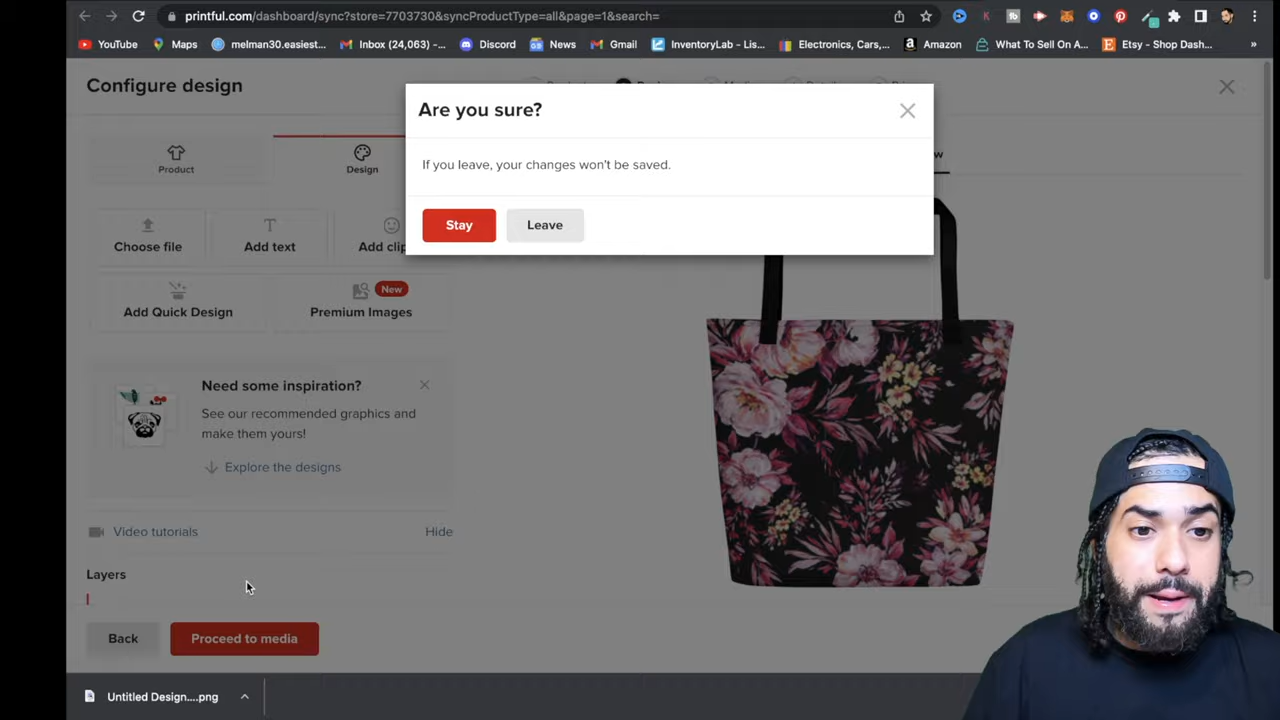 printful.com/dashboard/sync?store=7703730&syncProductType=all&page=1&search=
YouTube
Maps
melman30.easiest...
Inbox (24,063) -...
Discord
News
Gmail
InventoryLab - Lis...
Electronics, Cars,...
Amazon
What To Sell On A...
Etsy - Shop Dash...
»
Configure design
Are you sure?
If you leave, your changes won't be saved.
Stay
Leave
Product
Design
Choose file
Add text
Add clip
Add Quick Design
New
Premium Images
Need some inspiration?
See our recommended graphics and
make them yours!
Explore the designs
Video tutorials
Hide
Layers
Back
Proceed to media
Untitled Design....png